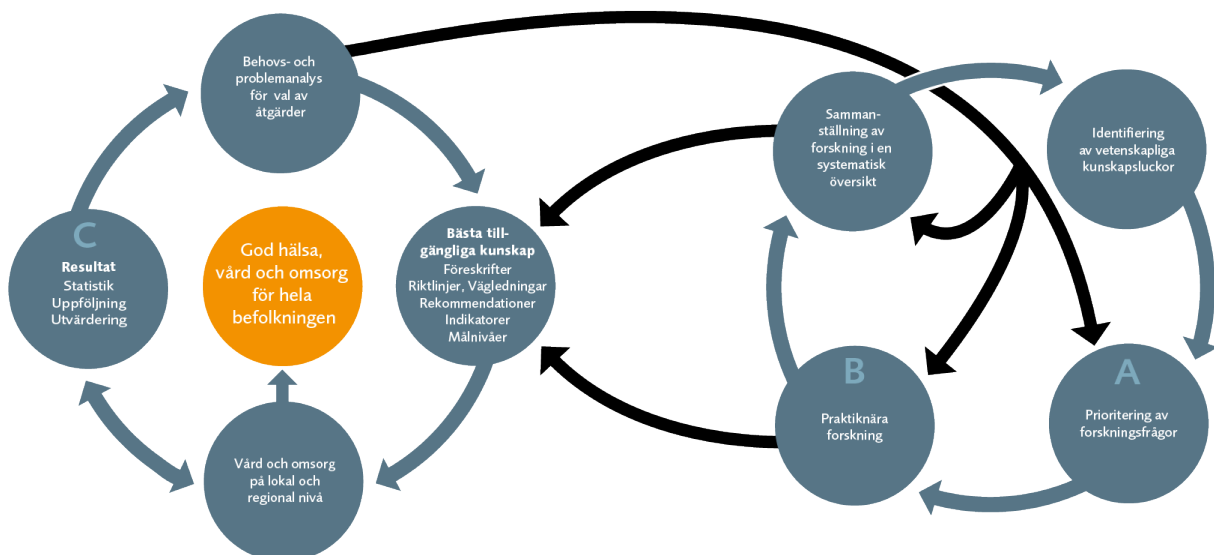 Behovs- och
problemanalys
för val av
åtgärder
C
Resultat
Statistik
Uppföljning
Utvärdering
God hälsa,
vård och omsorg
för hela
befolkningen
Bästa till-
gängliga kunskap
Föreskrifter
Riktlinjer, Vägledningar
Rekommendationer
Indikatorer
Målnivåer
Vård och omsorg
på lokal och
regional nivå
Samman-
ställning av
forskning i en
systematisk
översikt
Identifiering
av vetenskapliga
kunskapsluckor
B
Praktiknära
forskning
A
Prioritering av
forskningsfrågor